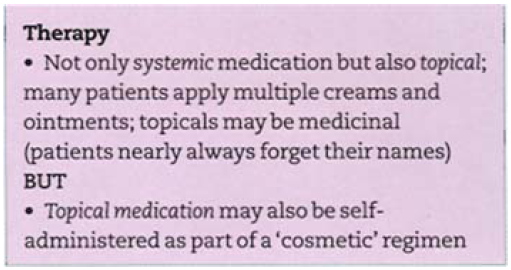 Therapy
• Not only systemic medication but also topical;
many patients apply multiple creams and
ointments; topicals may be medicinal
(patients nearly always forget their names)
BUT
• Topical medication may also be self-
administered as part of a ‘cosmetic’ regimen